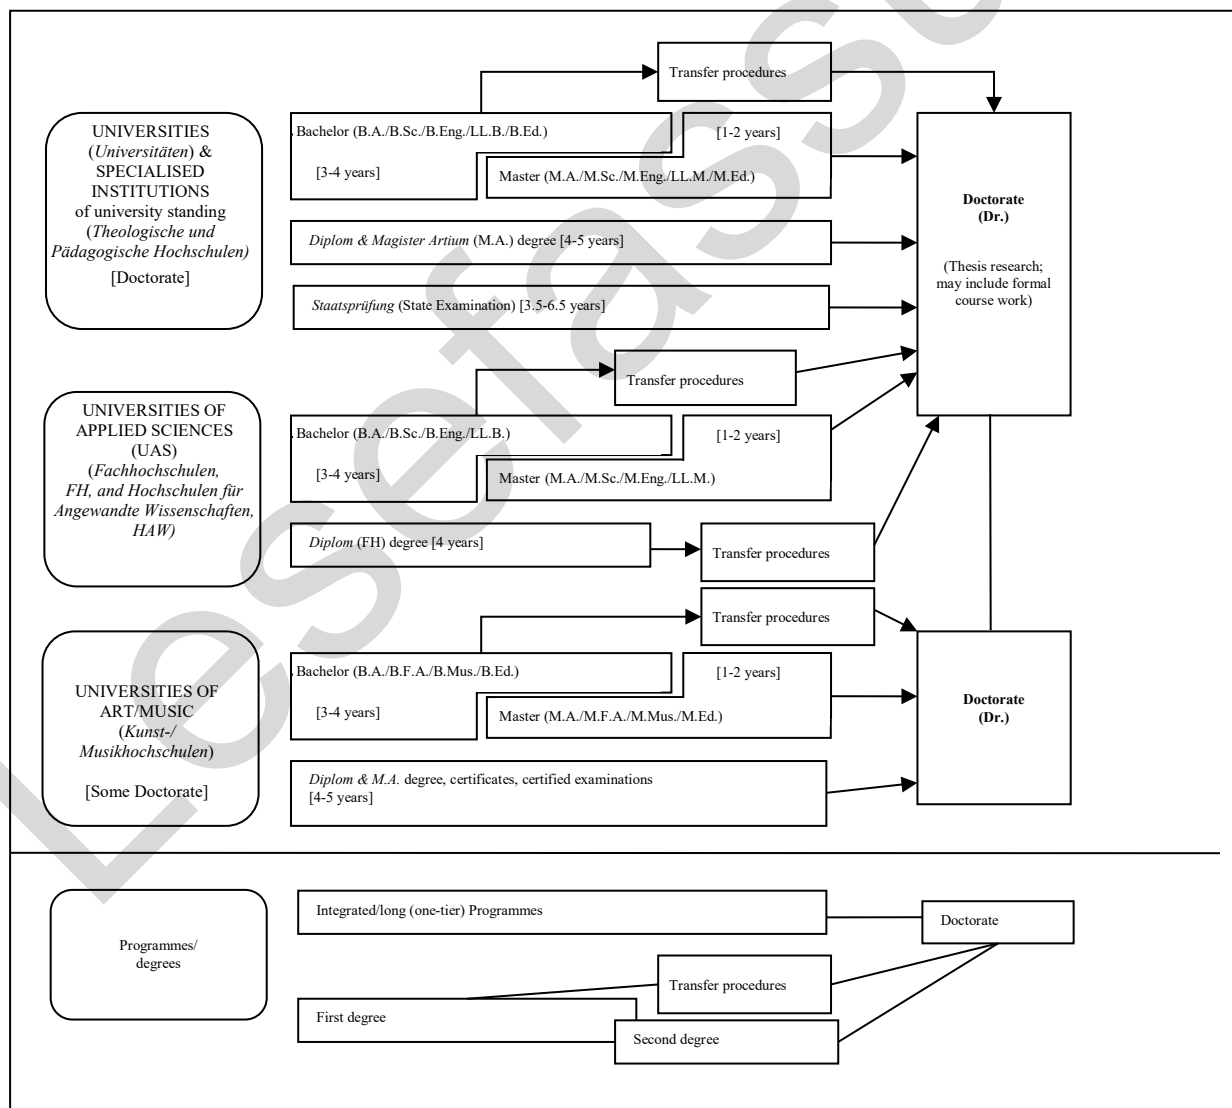 Transfer procedures
UNIVERSITIES
(Universitäten) &
SPECIALISED
INSTITUTIONS
of university standing
(Theologische und
Pädagogische Hochschulen)
[Doctorate]
Bachelor (B.A./B.Sc./B.Eng./LL.B./B.Ed.)
[1-2 years]
[3-4 years]
Master (M.A./M.Sc./M.Eng./LL.M./M.Ed.)
Diplom & Magister Artium (M.A.) degree [4-5 years]
Staatsprüfung (State Examination) [3.5-6.5 years]
Doctorate
(Dr.)
(Thesis research;
may include formal
course work)
Transfer procedures
UNIVERSITIES OF
APPLIED SCIENCES
(UAS)
(Fachhochschulen,
FH, and Hochschulen für
Angewandte Wissenschaften,
HAW)
Bachelor (B.A./B.Sc./B.Eng./LL.B.)
[1-2 years]
[3-4 years]
Master (M.A./M.Sc./M.Eng./LL.M.)
Diplom (FH) degree [4 years]
Transfer procedures
Transfer procedures
UNIVERSITIES OF
ART/MUSIC
(Kunst-/
Musikhochschulen)
[Some Doctorate]
Bachelor (B.A./B.F.A./B.Mus./B.Ed.)
[1-2 years]
[3-4 years]
Master (M.A./M.F.A./M.Mus./M.Ed.)
Diplom & M.A. degree, certificates, certified examinations
[4-5 years]
Doctorate
(Dr.)
Programmes/
degrees
Integrated/long (one-tier) Programmes
Doctorate
Transfer procedures
First degree
Second degree